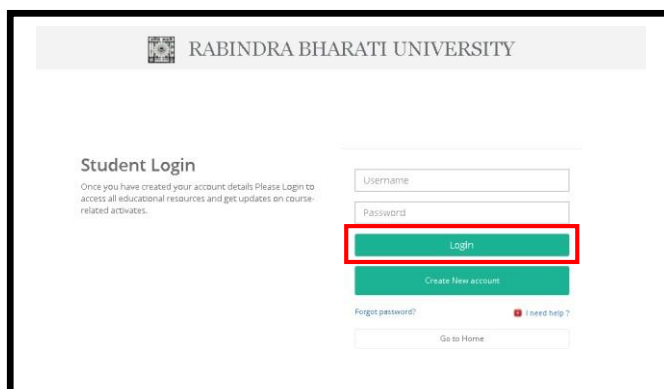 RABINDRA BHARATI UNIVERSITY
Student Login
Once you have created your account details Please Login to
access all educational resources and get updates on course-
related activates.
Username
Password
Login
Create New account
Forgot password?
I need help ?
Go to Home